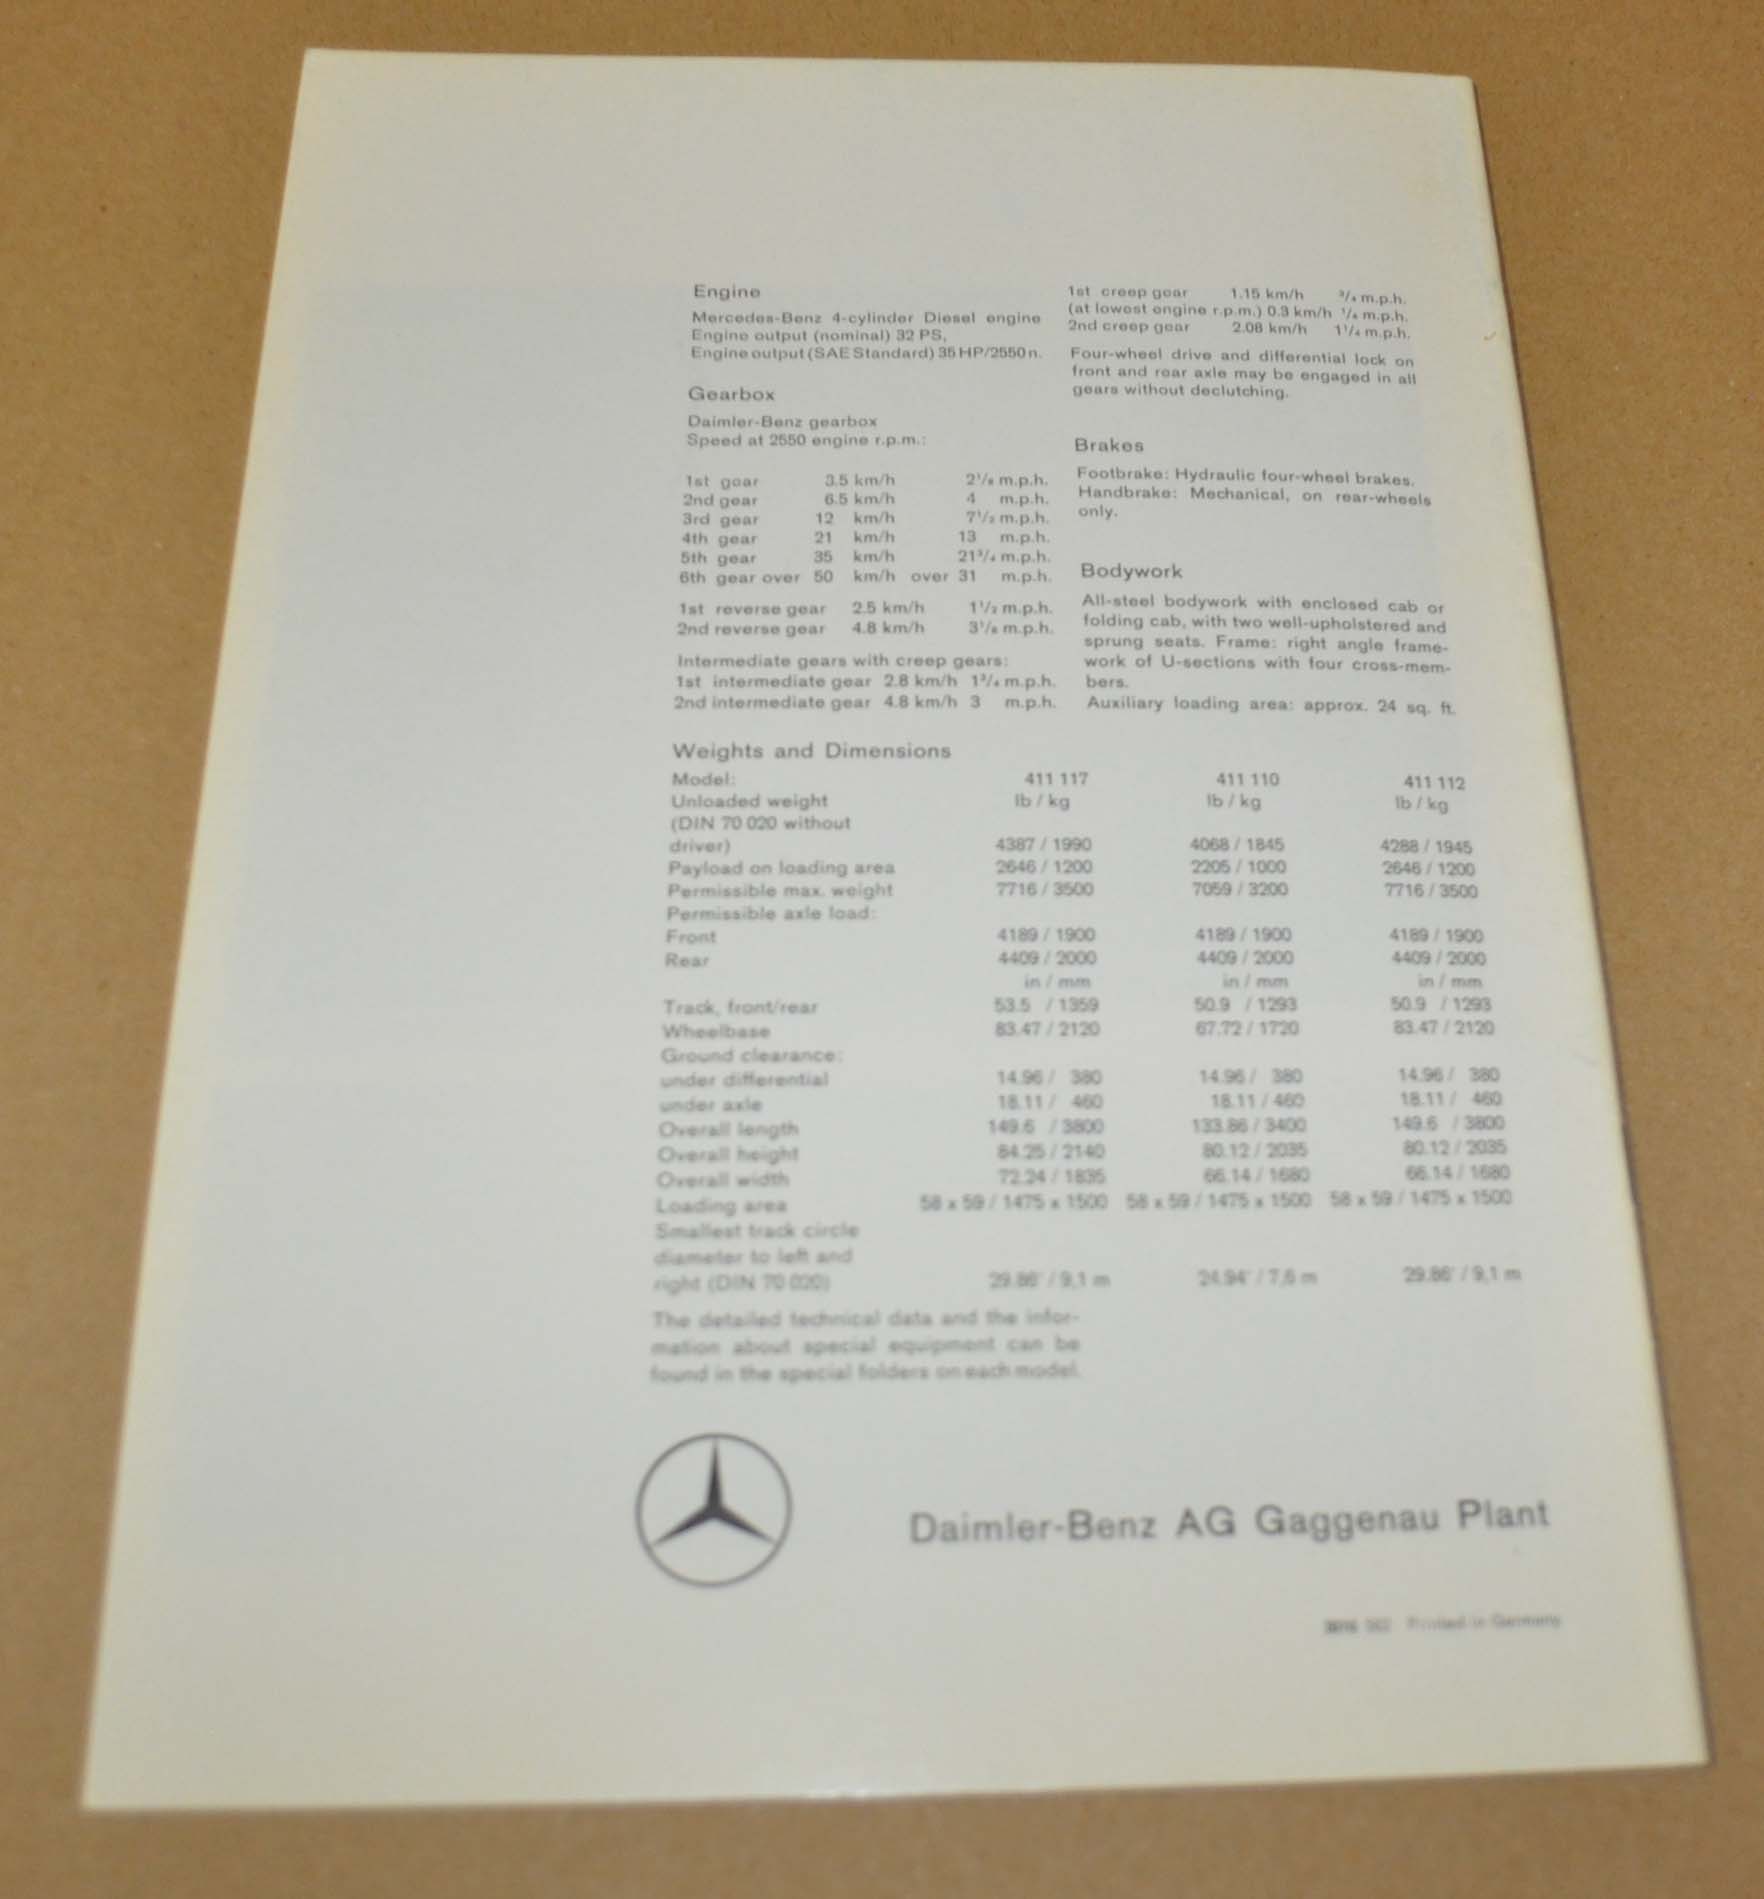 Engine
Mercedes-Benz 4-cylinder Diesel engine
Engine output (nominal) 32 PS,
Engine output (SAE Standard) 35 HP/2550 n.
Gearbox
Daimler-Benz gearbox
Speed at 2550 engine r.p.m.:
1st gear 3.5 km/h 2¹/₈ m.p.h.
2nd gear 6.5 km/h 4 m.p.h.
3rd gear 12 km/h 7¹/₂ m.p.h.
4th gear 21 km/h 13 m.p.h.
5th gear 35 km/h 21³/₄ m.p.h.
6th gear over 50 km/h over 31 m.p.h.
1st reverse gear 2.5 km/h 1¹/₂ m.p.h.
2nd reverse gear 4.8 km/h 3¹/₈ m.p.h.
Intermediate gears with creep gears:
1st intermediate gear 2.8 km/h 1³/₄ m.p.h.
2nd intermediate gear 4.8 km/h 3 m.p.h.
1st creep gear 1.15 km/h ³/₄ m.p.h.
(at lowest engine r.p.m.) 0.3 km/h ¹/₄ m.p.h.
2nd creep gear 2.08 km/h 1¹/₄ m.p.h.
Four-wheel drive and differential lock on
front and rear axle may be engaged in all
gears without declutching.
Brakes
Footbrake: Hydraulic four-wheel brakes.
Handbrake: Mechanical, on rear-wheels
only.
Bodywork
All-steel bodywork with enclosed cab or
folding cab, with two well-upholstered and
sprung seats. Frame: right angle frame-
work of U-sections with four cross-mem-
bers.
Auxiliary loading area: approx. 24 sq. ft.
Weights and Dimensions
Model: 411 117 411 110 411 112
Unloaded weight lb / kg lb / kg lb / kg
(DIN 70 020 without
driver) 4387 / 1990 4068 / 1845 4288 / 1945
Payload on loading area 2646 / 1200 2205 / 1000 2646 / 1200
Permissible max. weight 7716 / 3500 7059 / 3200 7716 / 3500
Permissible axle load:
Front 4189 / 1900 4189 / 1900 4189 / 1900
Rear 4409 / 2000 4409 / 2000 4409 / 2000
in / mm in / mm in / mm
Track, front/rear 53.5 / 1359 50.9 / 1293 50.9 / 1293
Wheelbase 83.47 / 2120 67.72 / 1720 83.47 / 2120
Ground clearance:
under differential 14.96 / 380 14.96 / 380 14.96 / 380
under axle 18.11 / 460 18.11 / 460 18.11 / 460
Overall length 149.6 / 3800 133.86 / 3400 149.6 / 3800
Overall height 84.25 / 2140 80.12 / 2035 80.12 / 2035
Overall width 72.24 / 1835 66.14 / 1680 66.14 / 1680
Loading area 58 x 59 / 1475 x 1500 58 x 59 / 1475 x 1500 58 x 59 / 1475 x 1500
Smallest track circle
diameter to left and
right (DIN 70 020) 29.86' / 9,1 m 24.94' / 7,6 m 29.86' / 9,1 m
The detailed technical data and the infor-
mation about special equipment can be
found in the special folders on each model.
Daimler-Benz AG Gaggenau Plant
Printed in Germany